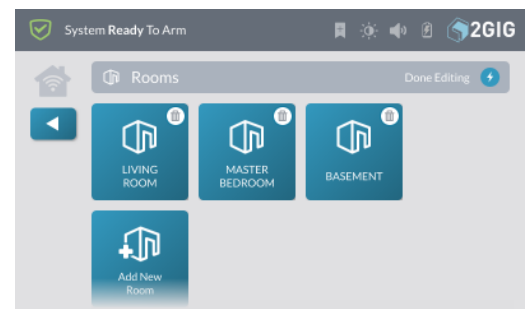 System Ready To Arm
2GIG
Rooms
Done Editing
LIVING
ROOM
MASTER
BEDROOM
BASEMENT
Add New
Room